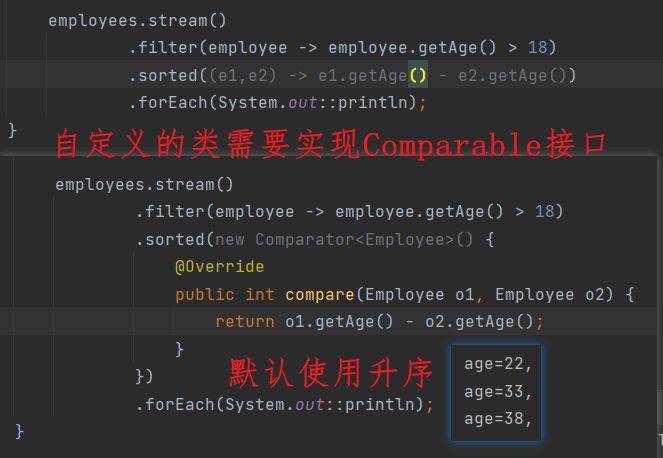 employees.stream()
.filter(employee -> employee.getAge() > 18)
.sorted((e1,e2) -> e1.getAge() - e2.getAge())
.forEach(System.out::println);
}
自定义的类需要实现Comparable接口
employees.stream()
.filter(employee -> employee.getAge() > 18)
.sorted(new Comparator<Employee>() {
@Override
public int compare(Employee o1, Employee o2) {
return o1.getAge() - o2.getAge();
}
默认使用升序
})
.forEach(System.out::println);
age=22,
age=33,
age=38,
}